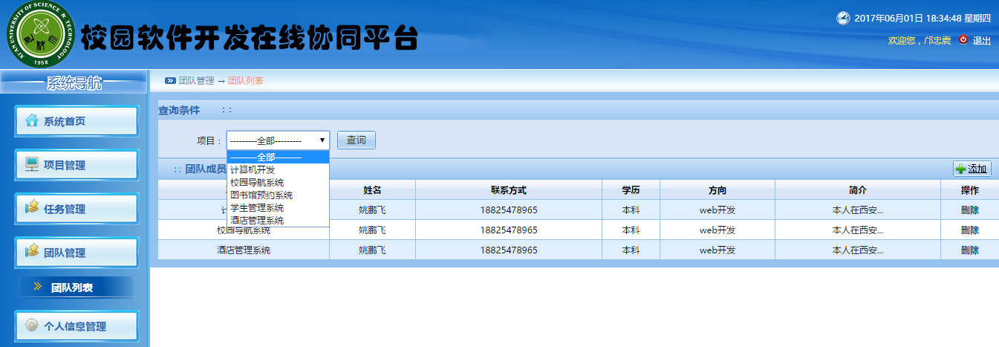 XI'AN UNIVERSITY OF SCIENCE & TECHNOLOGY
1958
校园软件开发在线协同平台
2017年06月01日 18:34:48 星期四
欢迎您，邝忠震 退出
系统导航
团队管理 → 团队列表
系统首页
项目管理
任务管理
团队管理
团队列表
个人信息管理
查询条件 ::
项目： ---------全部--------- 查询
---------全部---------
计算机开发
校园导航系统
图书馆预约系统
学生管理系统
酒店管理系统
:: 团队成员 添加
姓名 联系方式 学历 方向 简介 操作
计 姚鹏飞 18825478965 本科 web开发 本人在西安... 删除
校园导航系统 姚鹏飞 18825478965 本科 web开发 本人在西安... 删除
酒店管理系统 姚鹏飞 18825478965 本科 web开发 本人在西安... 删除